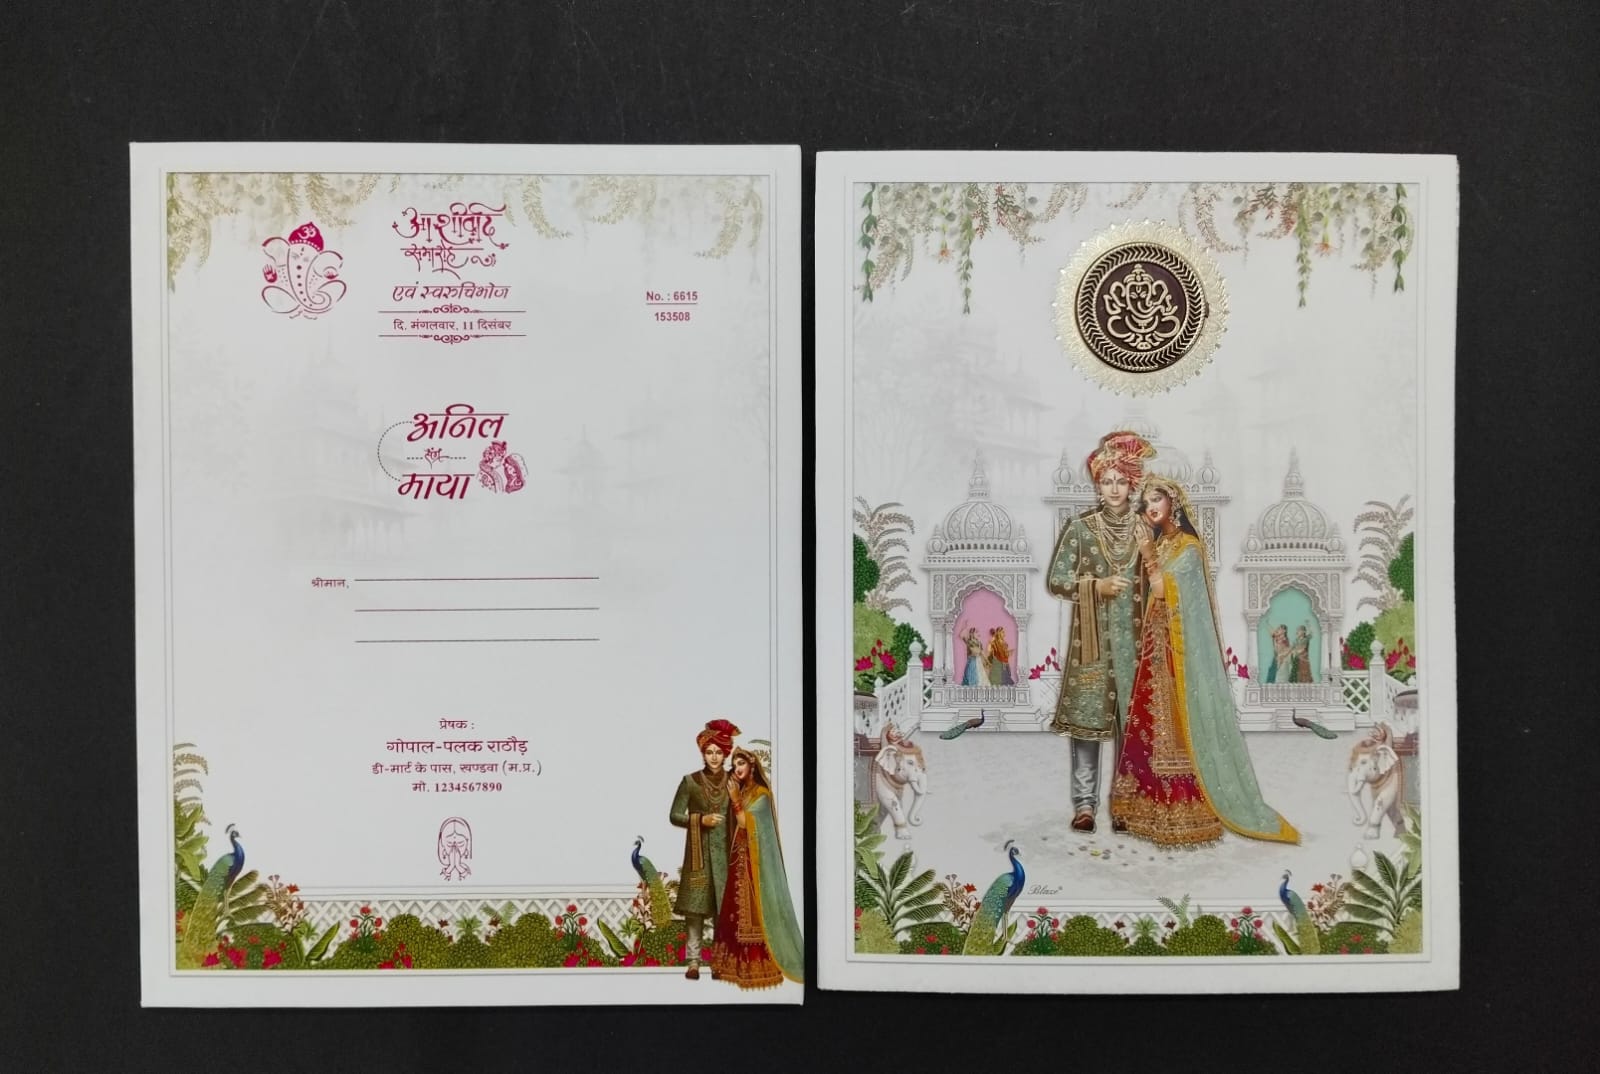 ॐ
आशीर्वाद
समारोह
एवं स्वरुचिभोज
दि. मंगलवार, 11 दिसंबर
No. : 6615
153508
अनिल
संग
माया
श्रीमान,
प्रेषक :
गोपाल-पलक राठौड़
डी-मार्ट के पास, खण्डवा (म.प्र.)
मो. 1234567890
Blaze®